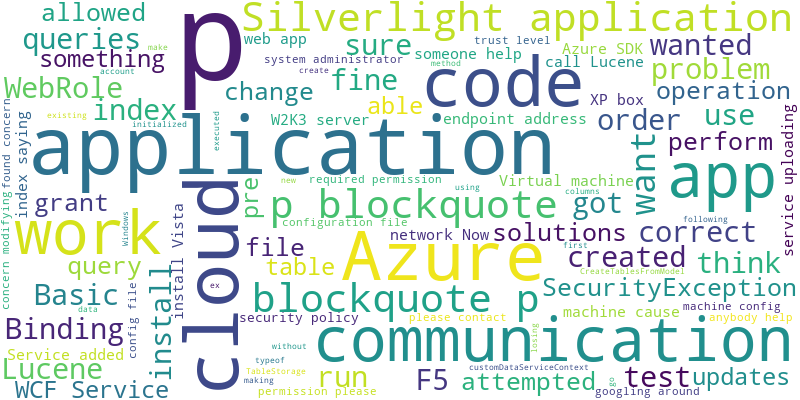 allowed
p
Silverlight application
queries
sure
web app
trust level
system administrator
someone help
Azure SDK
wanted
make
something
create
fine
call Lucene
problem
account
method
WebRole
change
code
XP box
operation
index
able
W2K3 server
endpoint address
order
use
existing
initialized
executed
application
want
app
perform
found concern
index saying
grant
pre
required permission
new
using
Virtual machine
columns
service uploading
work
p blockquote
got
configuration file
following
correct
Windows
network Now
solutions
concern modifying
query
install
install Vista
cloud
file
table
Azure
first
created
think
CreateTablesFromModel
Basic
ex
blockquote p
SecurityException
data
config file
machine config
Binding
security policy
please contact
machine cause
anybody help
communication
Service added
without
losing
Lucene
typeof
run
F5
customDataServiceContext
test
updates
TableStorage
attempted
go
WCF Service
making
permission please
googling around